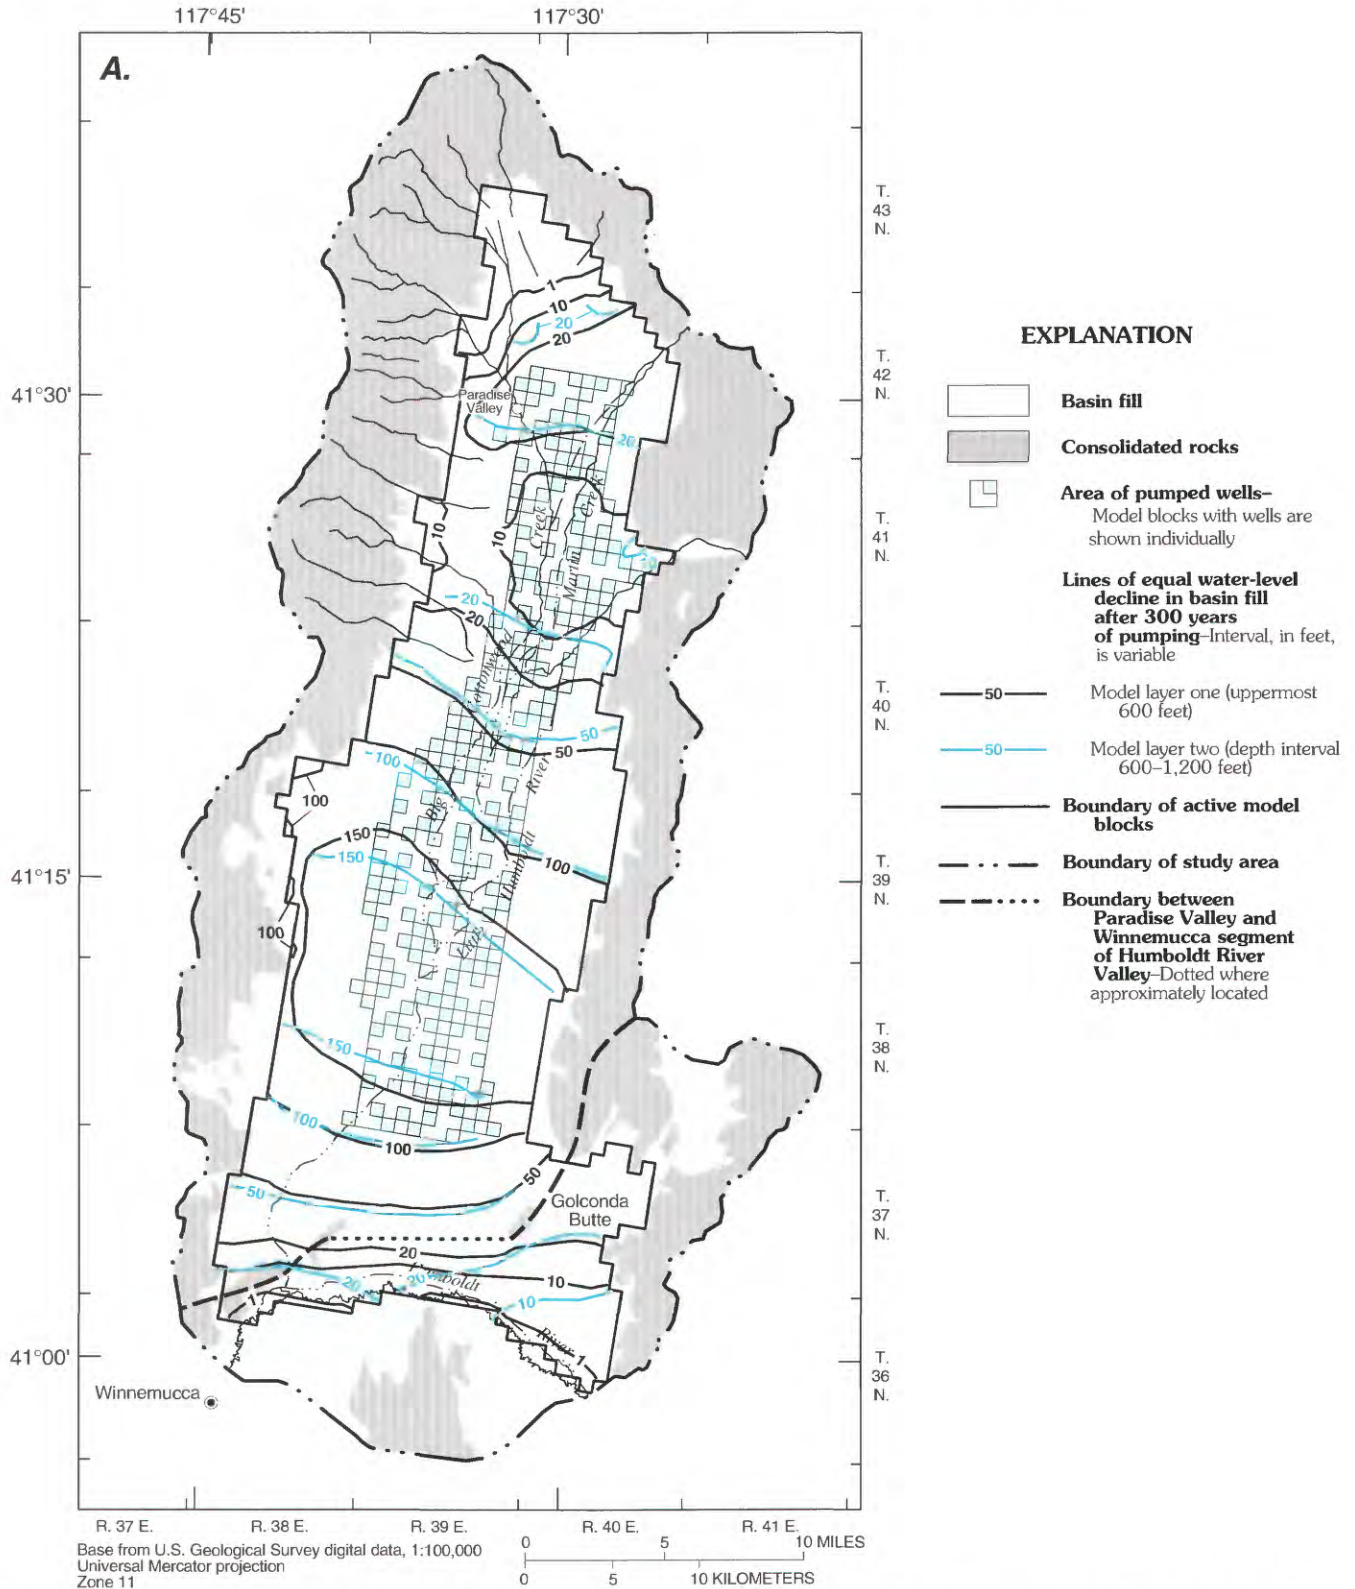 117°45'
117°30'
A.
T.
43
N.
1
10
20
20
T.
42
N.
41°30'
Paradise
Valley
20
T.
41
N.
10
10
Creek
Creek
Martin
20
20
Cottonwood
T.
40
N.
50
50
100
River
100
Big
150
150
100
Humboldt
T.
39
N.
41°15'
100
Little
150
T.
38
N.
100
100
50
50
Golconda
Butte
T.
37
N.
20
20
20
Humboldt
10
10
1
River
1
41°00'
T.
36
N.
Winnemucca
R. 37 E.
R. 38 E.
R. 39 E.
R. 40 E.
R. 41 E.
Base from U.S. Geological Survey digital data, 1:100,000
Universal Mercator projection
Zone 11
0
5
10 MILES
0
5
10 KILOMETERS
EXPLANATION
Basin fill
Consolidated rocks
Area of pumped wells–
Model blocks with wells are
shown individually
Lines of equal water-level
decline in basin fill
after 300 years
of pumping–Interval, in feet,
is variable
50
Model layer one (uppermost
600 feet)
50
Model layer two (depth interval
600–1,200 feet)
Boundary of active model
blocks
Boundary of study area
Boundary between
Paradise Valley and
Winnemucca segment
of Humboldt River
Valley–Dotted where
approximately located